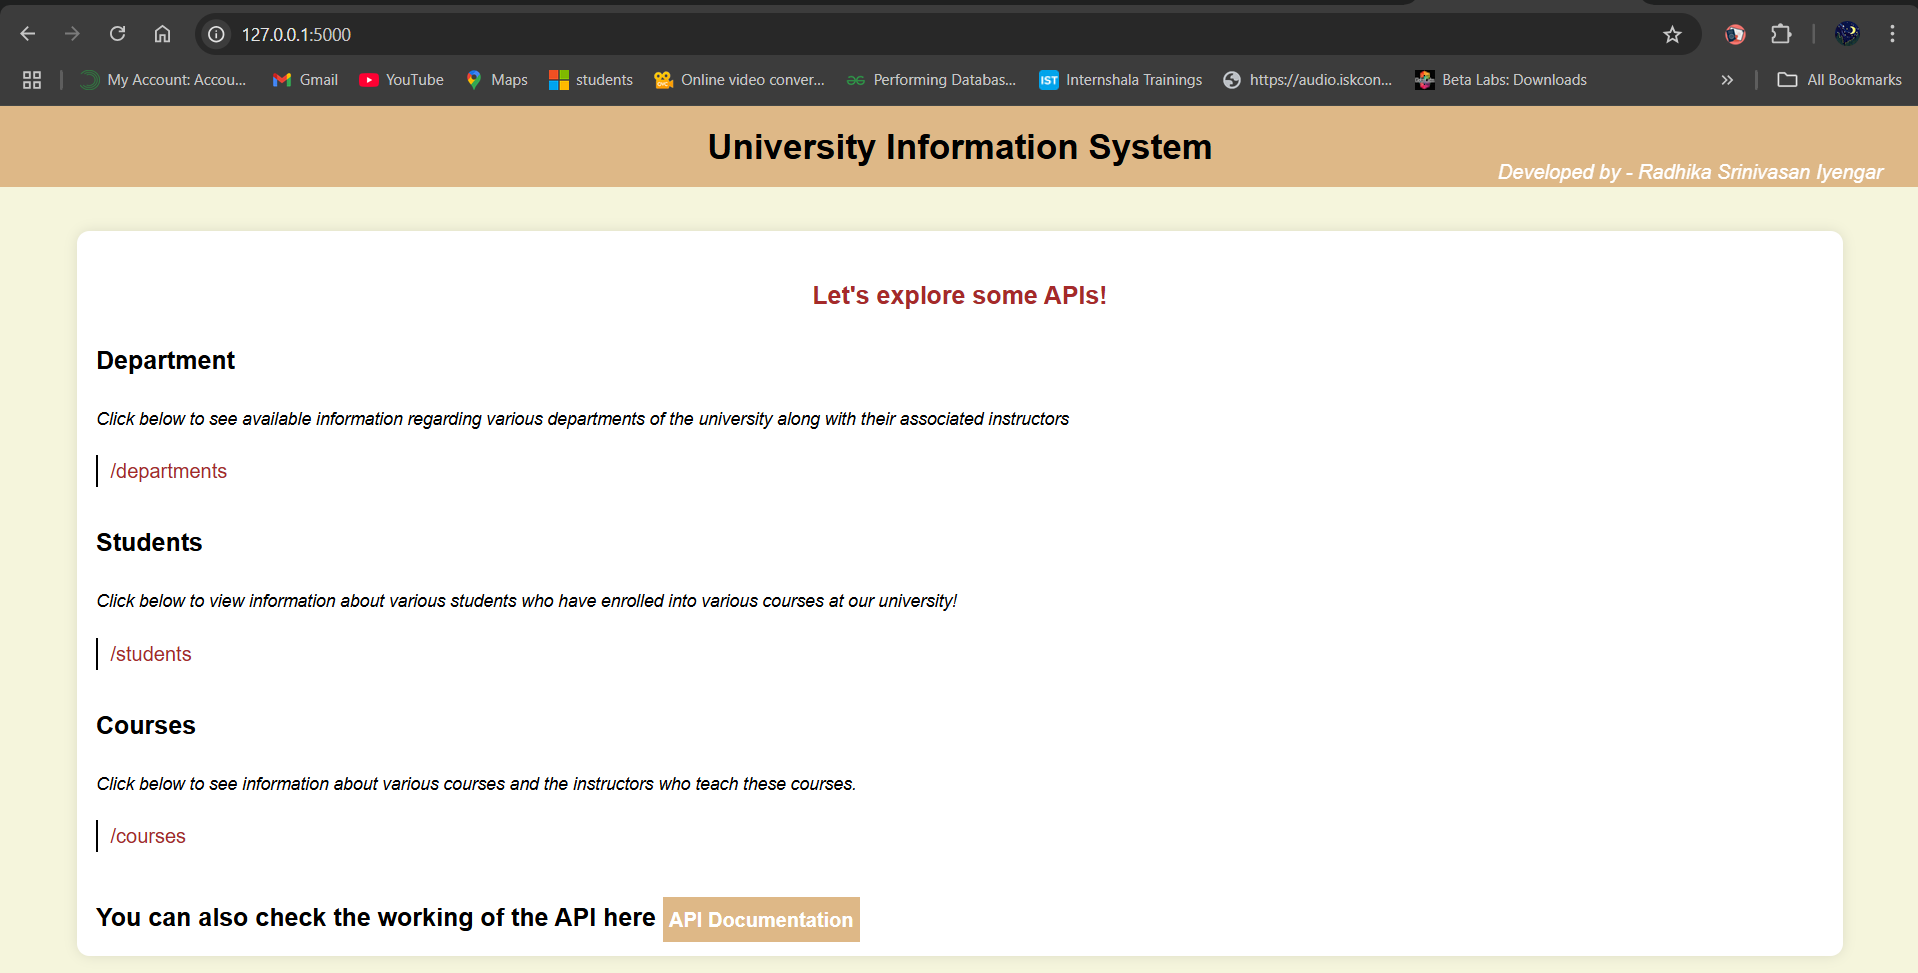 127.0.0.1:5000
My Account: Accou... Gmail YouTube Maps students Online video conver... Performing Databas... IST Internshala Trainings https://audio.iskcon... Beta Labs: Downloads » All Bookmarks
University Information System
Developed by - Radhika Srinivasan Iyengar
Let's explore some APIs!
Department
Click below to see available information regarding various departments of the university along with their associated instructors
/departments
Students
Click below to view information about various students who have enrolled into various courses at our university!
/students
Courses
Click below to see information about various courses and the instructors who teach these courses.
/courses
You can also check the working of the API here API Documentation